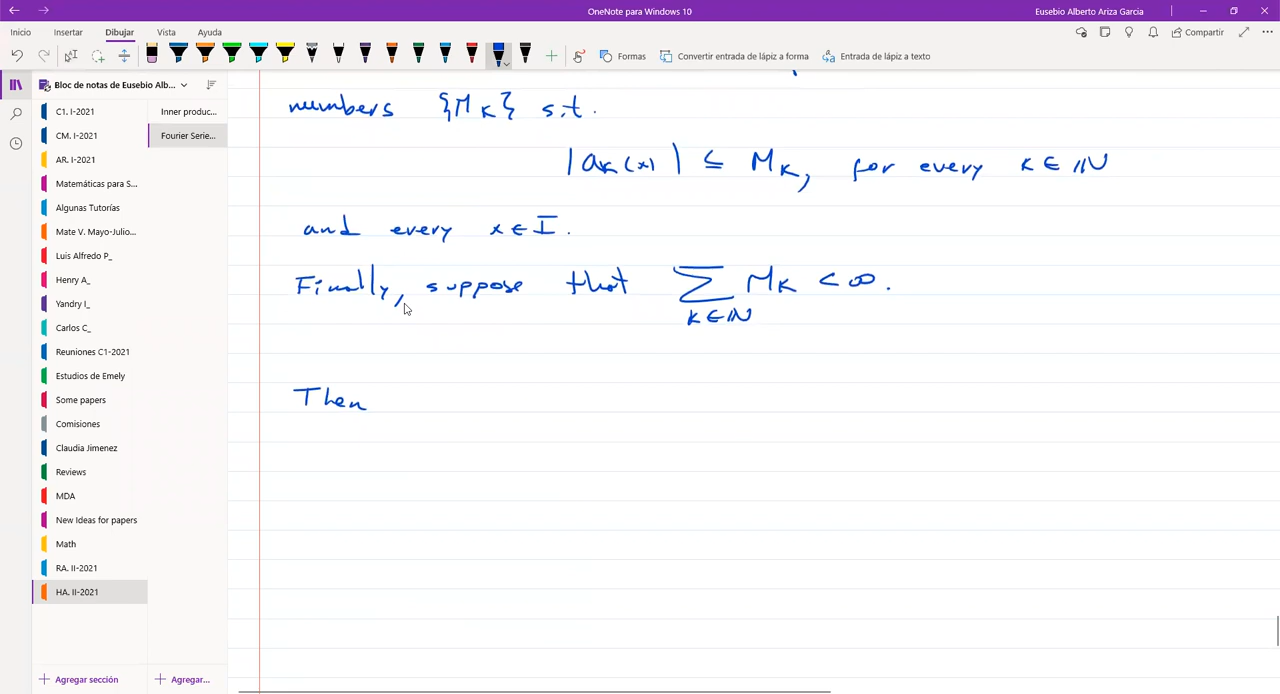 OneNote para Windows 10
Eusebio Alberto Ariza Garcia
Inicio Insertar Dibujar Vista Ayuda
Compartir
Formas Convertir entrada de lápiz a forma Entrada de lápiz a texto
Bloc de notas de Eusebio Alb...
C1. I-2021
CM. I-2021
AR. I-2021
Matemáticas para S...
Algunas Tutorías
Mate V. Mayo-Julio...
Luis Alfredo P_
Henry A_
Yandry I_
Carlos C_
Reuniones C1-2021
Estudios de Emely
Some papers
Comisiones
Claudia Jimenez
Reviews
MDA
New Ideas for papers
Math
RA. II-2021
HA. II-2021
Agregar sección
Inner produc...
Fourier Serie...
Agregar...
numbers {M_K} s.t.
|a_K(x)| ≤ M_K, for every K ∈ ℕ
and every x ∈ I.
Finally, suppose that ∑ M_K < ∞.
K ∈ ℕ
Then